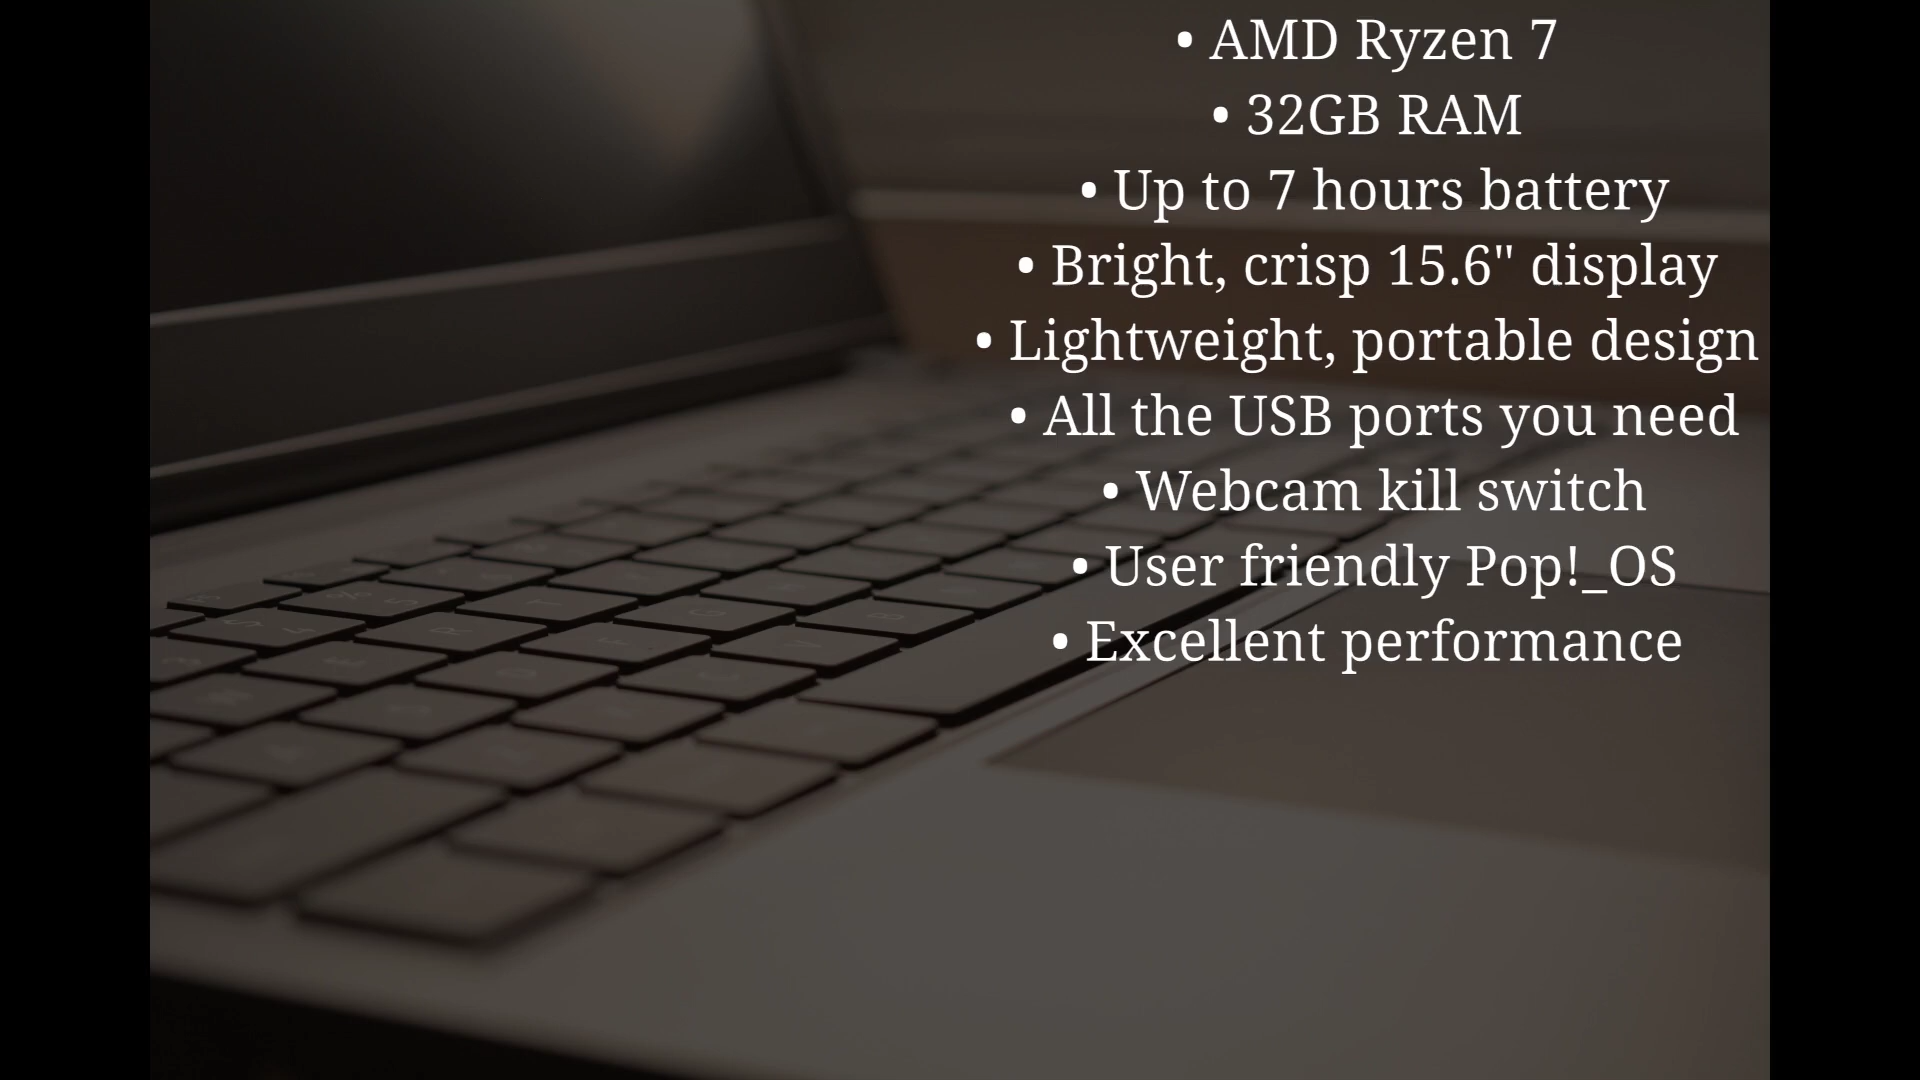 • AMD Ryzen 7
• 32GB RAM
• Up to 7 hours battery
• Bright, crisp 15.6" display
• Lightweight, portable design
• All the USB ports you need
• Webcam kill switch
• User friendly Pop!_OS
• Excellent performance